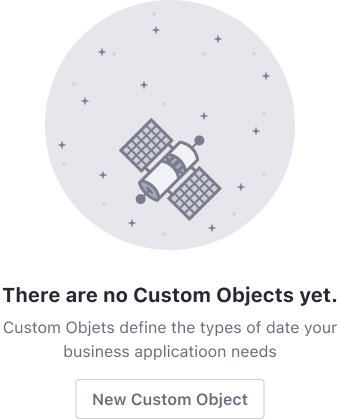 There are no Custom Objects yet.
Custom Objets define the types of date your
business applicatioon needs
New Custom Object